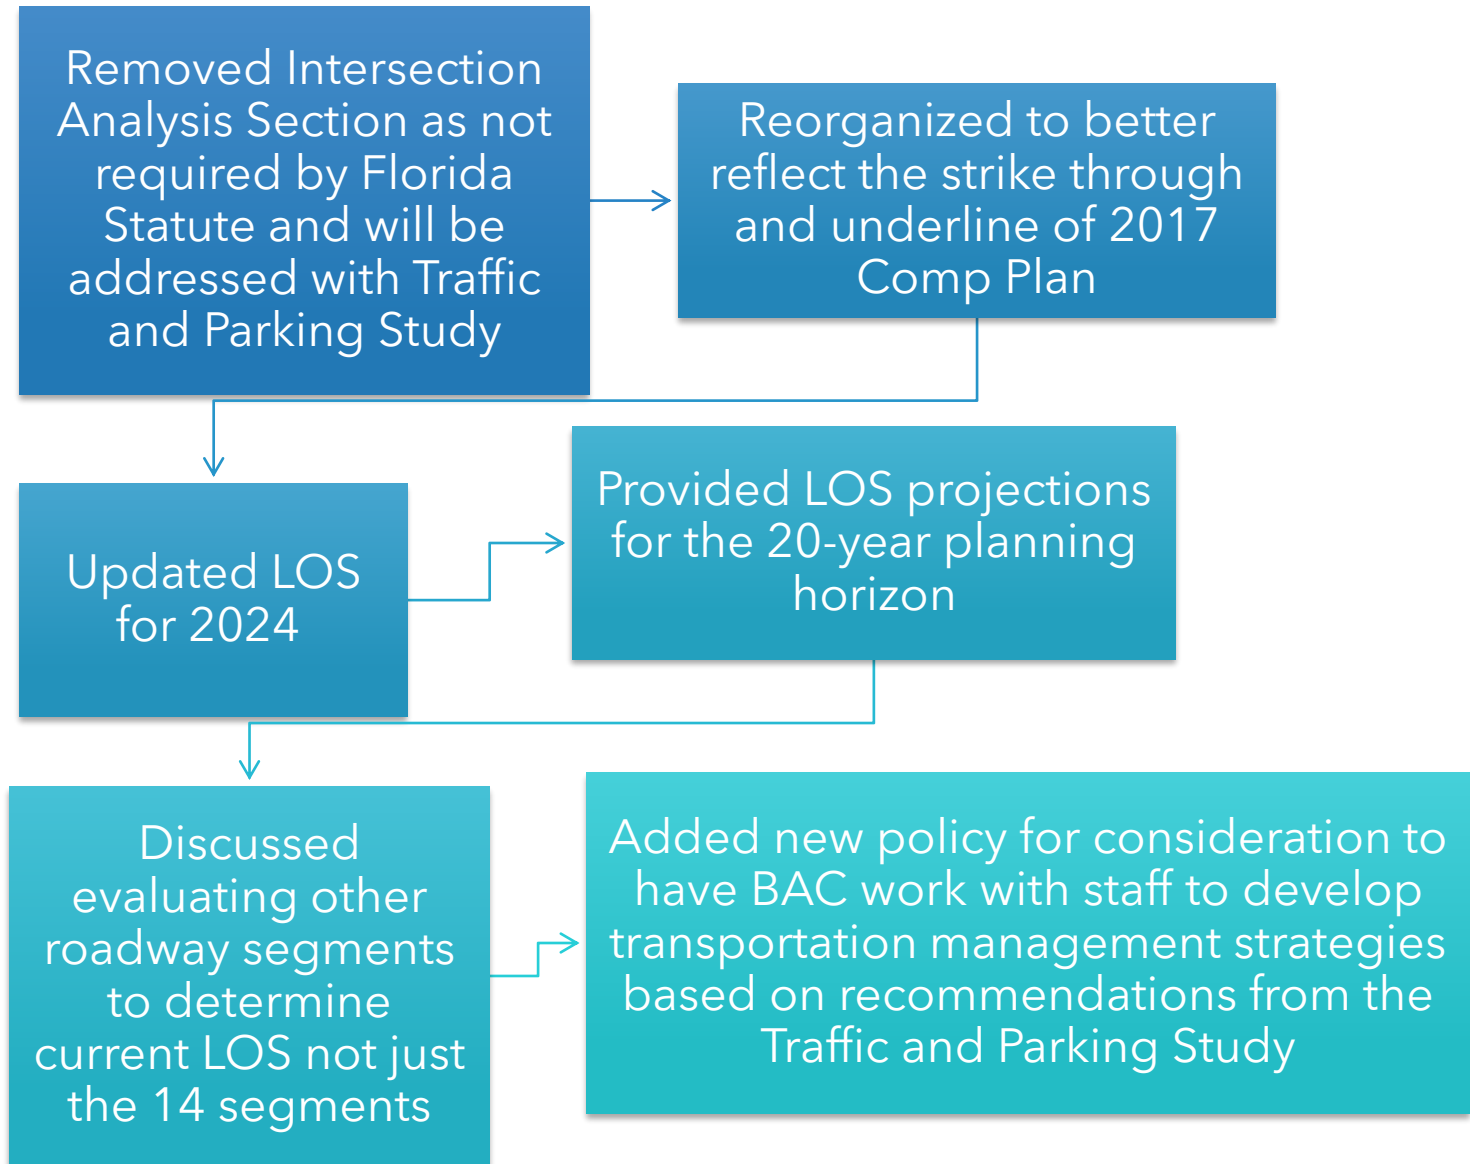 Removed Intersection
Analysis Section as not
required by Florida
Statute and will be
addressed with Traffic
and Parking Study
Reorganized to better
reflect the strike through
and underline of 2017
Comp Plan
Updated LOS
for 2024
Provided LOS projections
for the 20-year planning
horizon
Discussed
evaluating other
roadway segments
to determine
current LOS not just
the 14 segments
Added new policy for consideration to
have BAC work with staff to develop
transportation management strategies
based on recommendations from the
Traffic and Parking Study